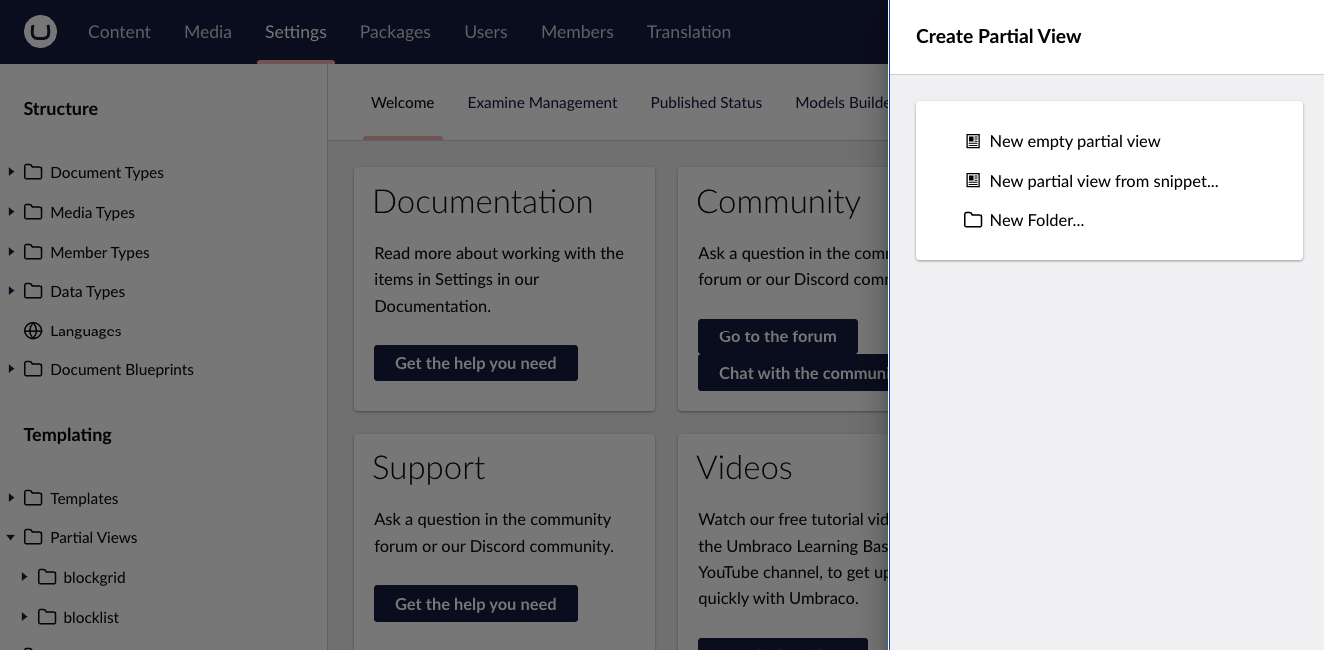 Content Media Settings Packages Users Members Translation
Structure
Document Types
Media Types
Member Types
Data Types
Languages
Document Blueprints
Templating
Templates
Partial Views
blockgrid
blocklist
Welcome Examine Management Published Status Models Builde
Documentation
Read more about working with the
items in Settings in our
Documentation.
Get the help you need
Community
Ask a question in the com
forum or our Discord com
Go to the forum
Chat with the communi
Support
Ask a question in the community
forum or our Discord community.
Get the help you need
Videos
Watch our free tutorial vid
the Umbraco Learning Bas
YouTube channel, to get up
quickly with Umbraco.
Create Partial View
New empty partial view
New partial view from snippet...
New Folder...